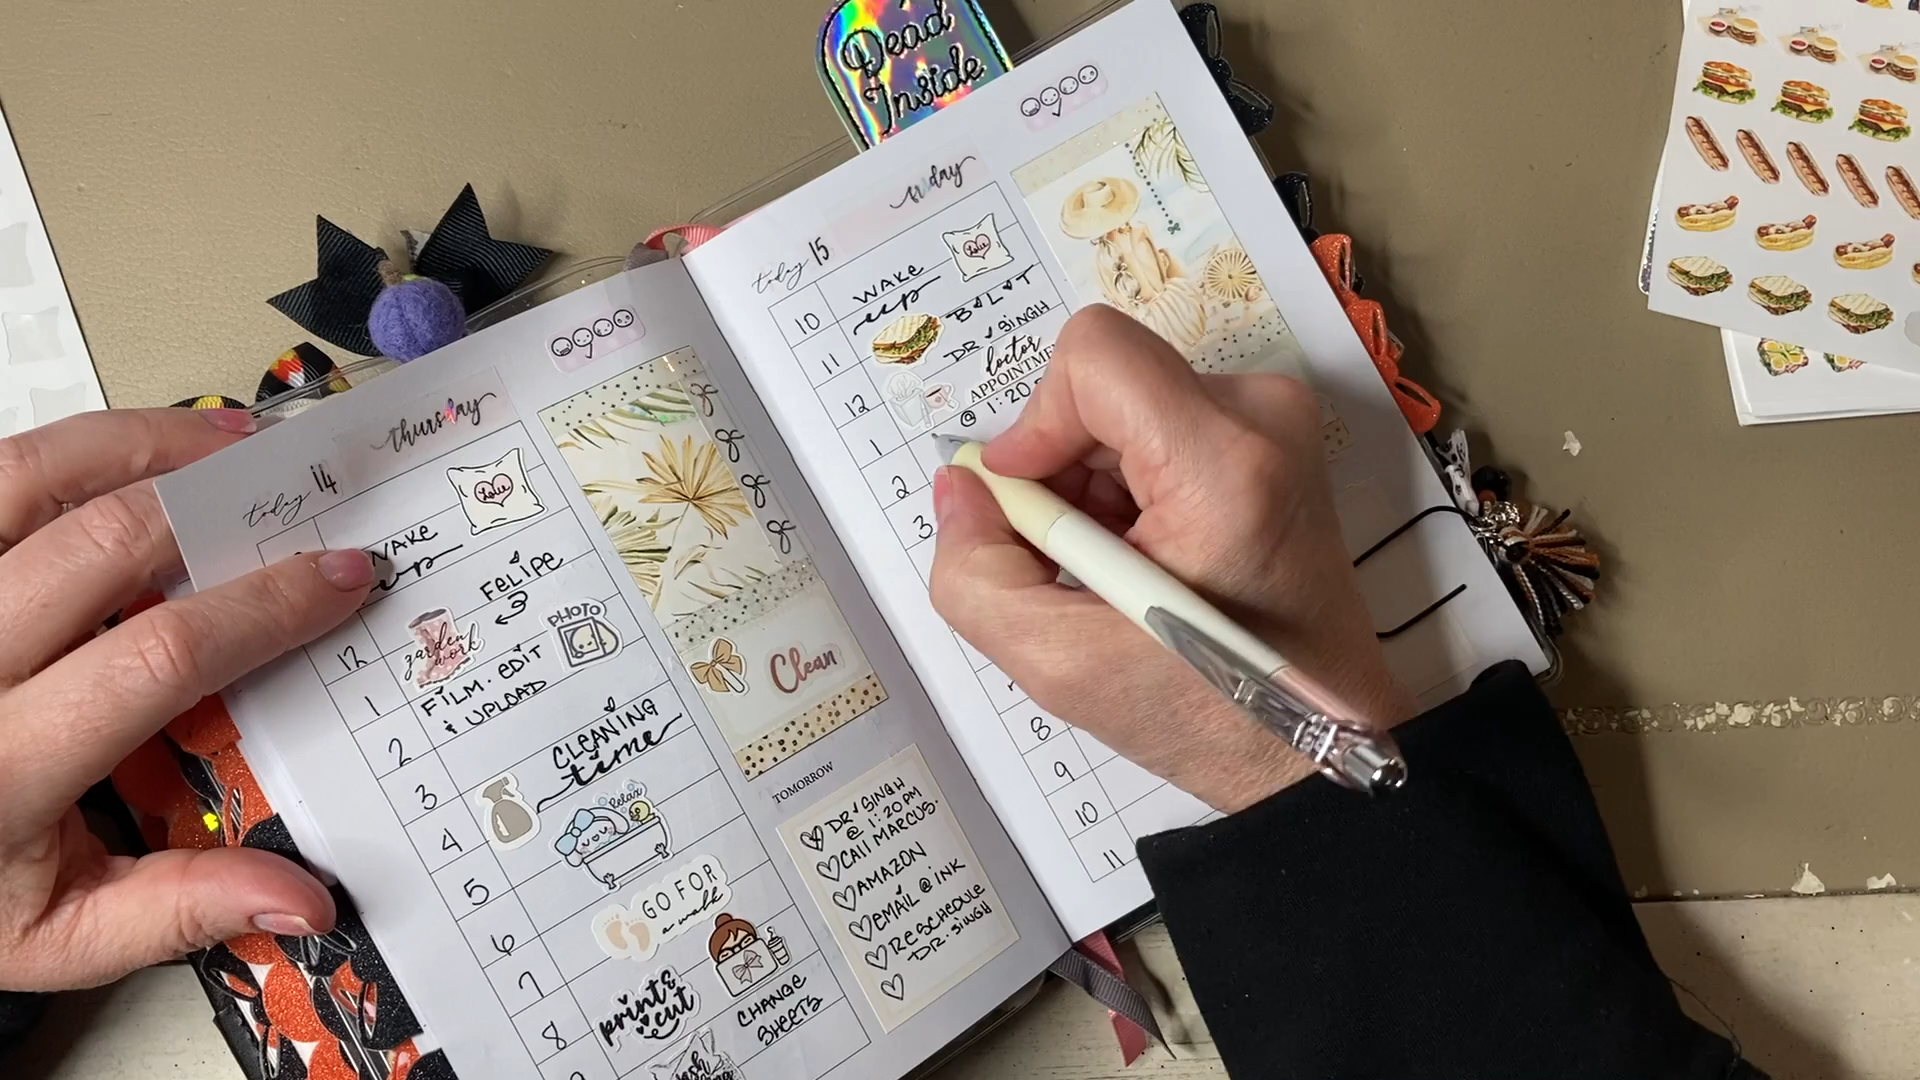 Dead
Inside
thursday
today 14
WAKE
up
Love
FELIPE
garden
work
PHOTO
12
1
FILM. EDIT
& UPLOAD
2
CLEANING
time
3
4
relax
5
GO FOR
a walk
6
7
print &
cut
8
CHANGE
SHEETS
Clean
TOMORROW
DR SINGH
@ 1:20 PM
CALL MARCUS.
AMAZON
EMAIL @ INK
RESCHEDULE
DR. SINGH
friday
today 15
10
WAKE
up
Love
11
B L T
DR SINGH
doctor
APPOINTME
12
@ 1:20
1
2
3
8
9
10
11